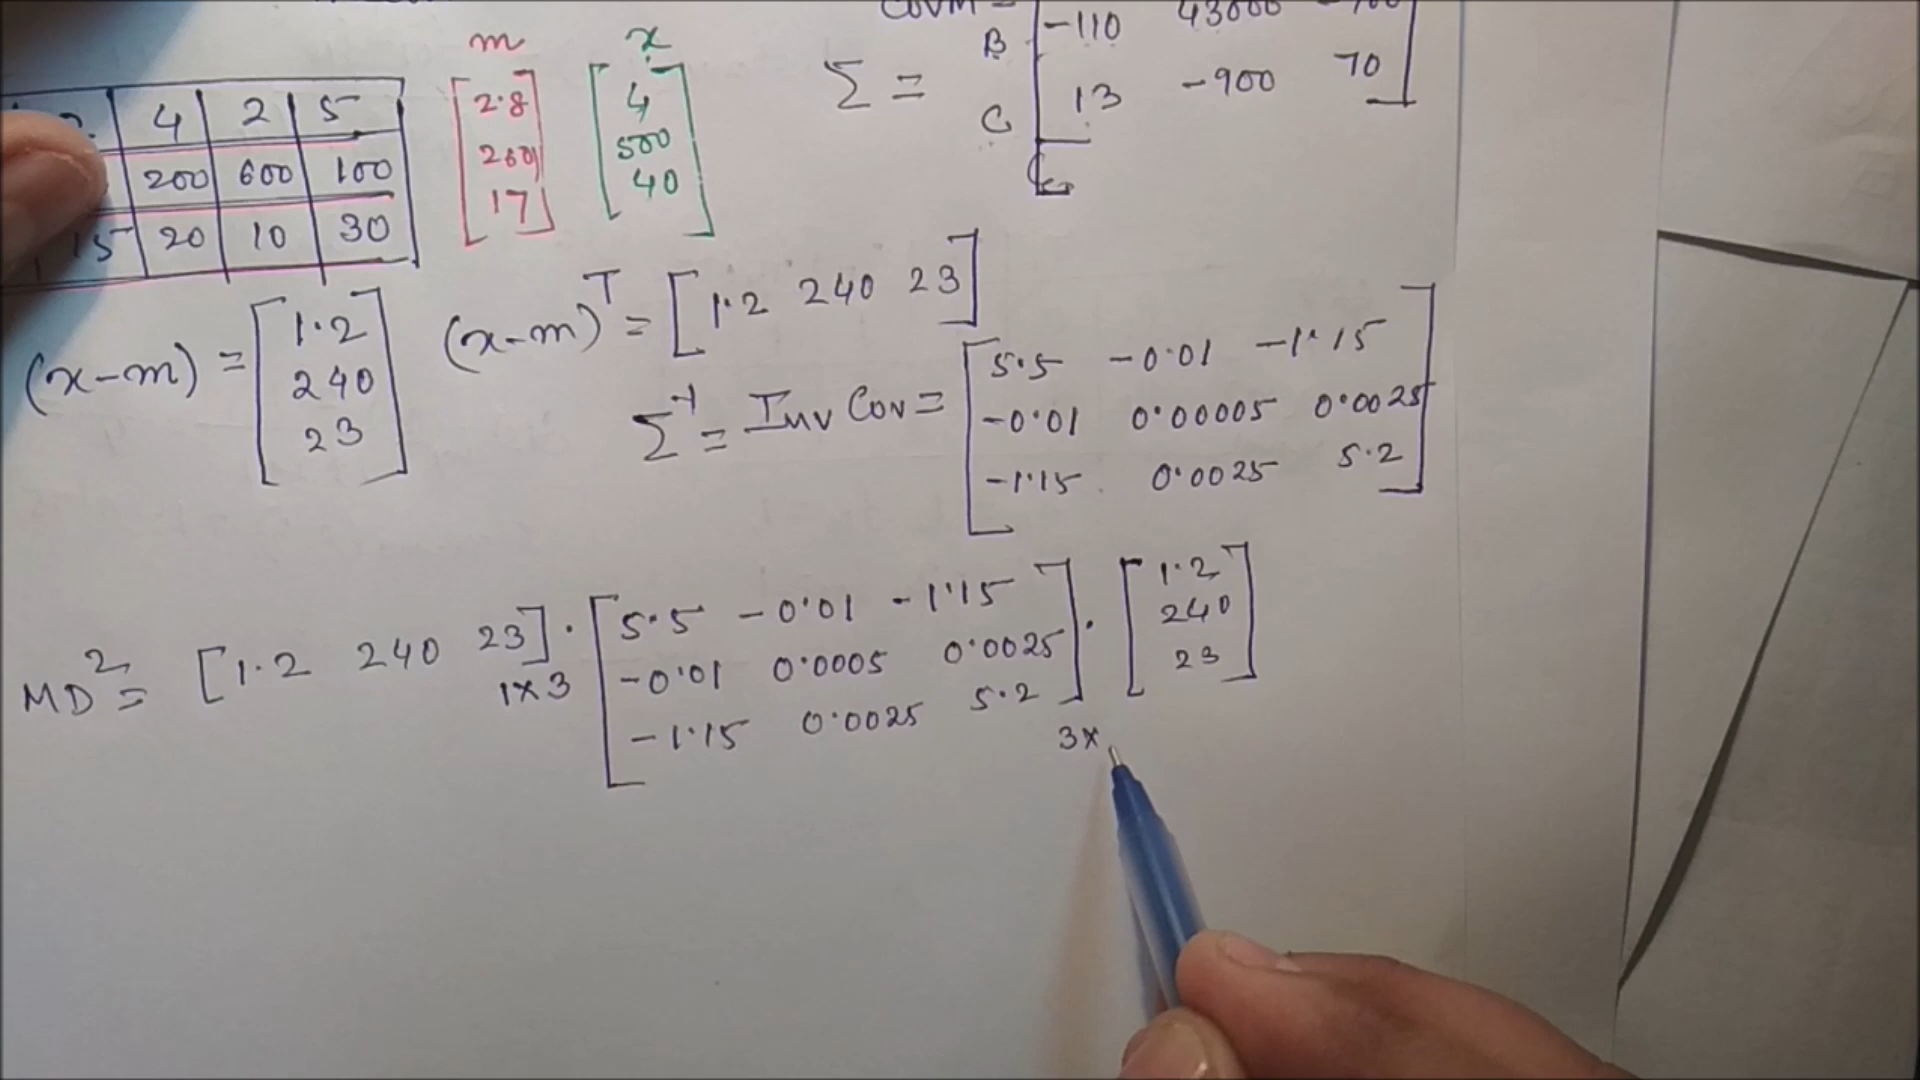 m x
COVM =
B -110 43000
Σ =
C 13 -900 70
2.8
260
17
4
500
40
4 2 5
200 600 100
15 20 10 30
(x-m) = [1.2 240 23]
(x-m)ᵀ = [1.2 240 23]
Σ⁻¹ = Inv Cov =
5.5 -0.01 -1.15
-0.01 0.00005 0.0025
-1.15 0.0025 5.2
MD² = [1.2 240 23] 1x3 ·
5.5 -0.01 -1.15
-0.01 0.0005 0.0025
-1.15 0.0025 5.2
3x
· 1.2
240
23